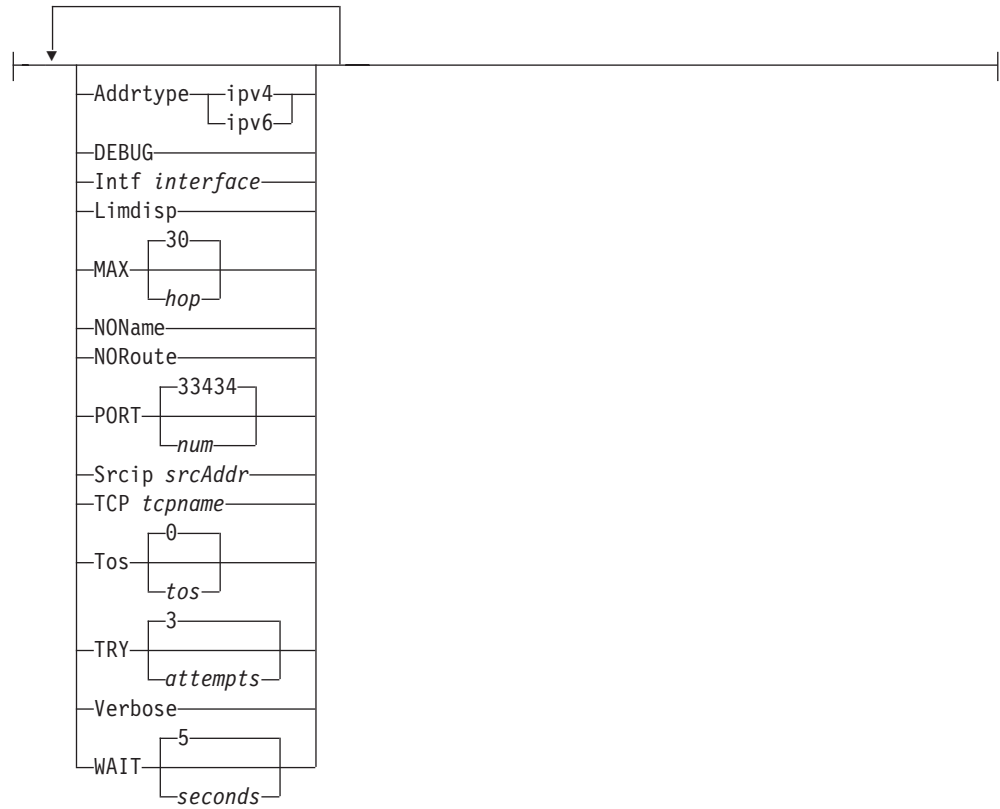 Addrtype ipv4
ipv6
DEBUG
Intf interface
Limdisp
30
MAX
hop
NOName
NORoute
33434
PORT
num
Srcip srcAddr
TCP tcpname
0
Tos
tos
3
TRY
attempts
Verbose
5
WAIT
seconds